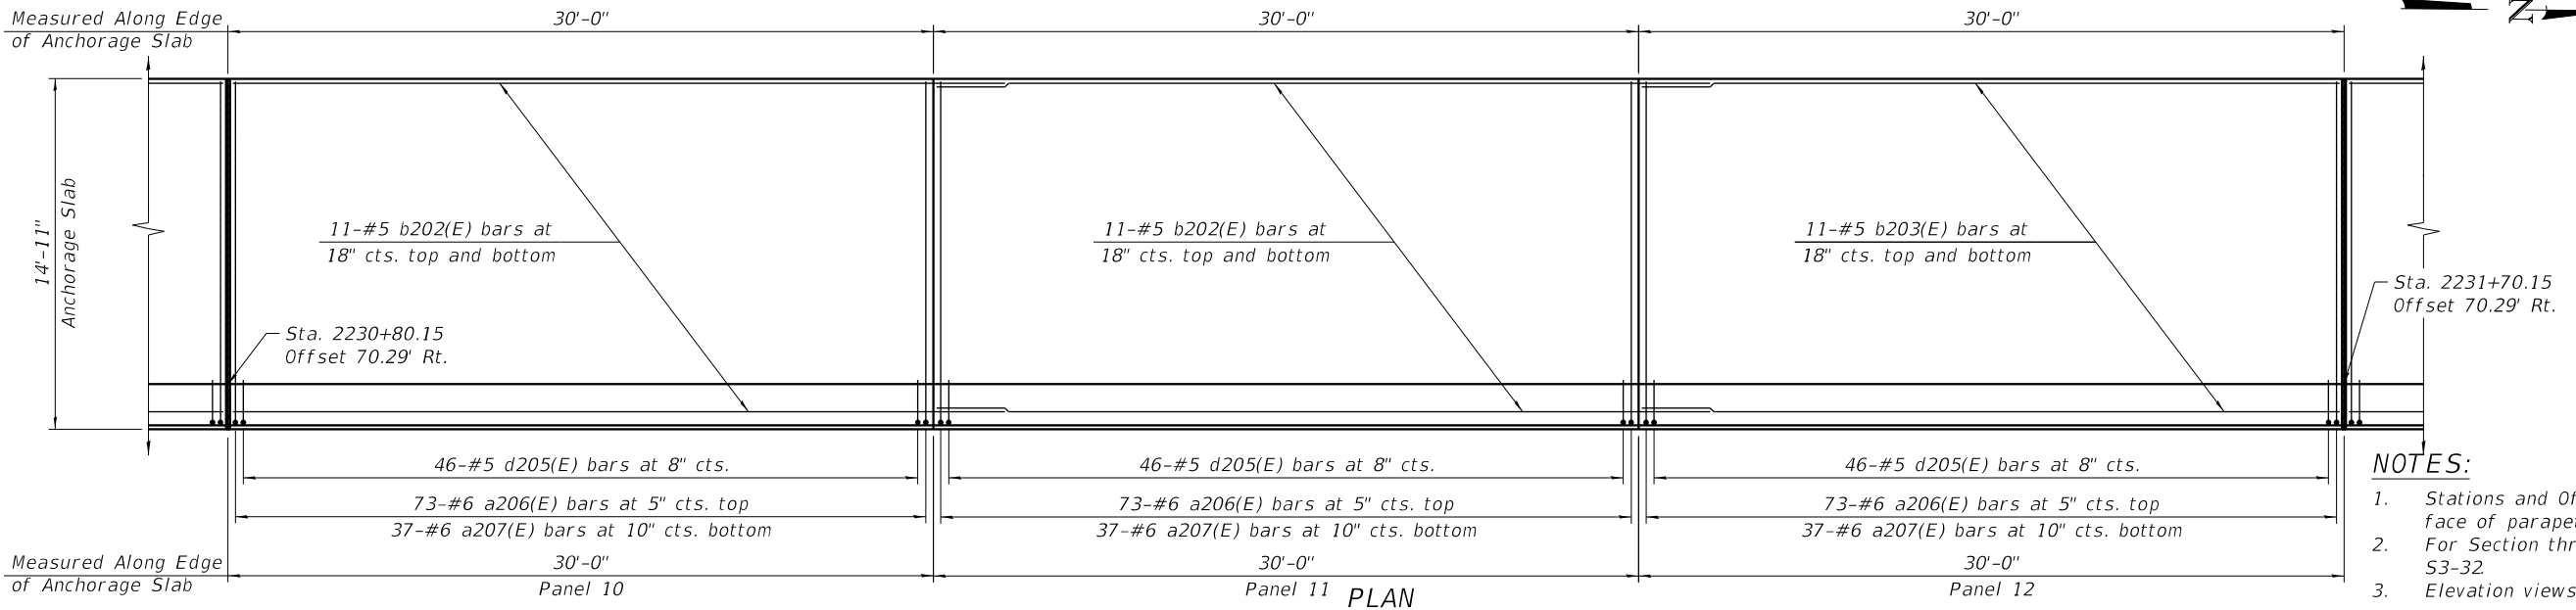 Measured Along Edge
of Anchorage Slab
30'-0"
30'-0"
30'-0"
N
14'-11"
Anchorage Slab
11-#5 b202(E) bars at
18" cts. top and bottom
11-#5 b202(E) bars at
18" cts. top and bottom
11-#5 b203(E) bars at
18" cts. top and bottom
Sta. 2230+80.15
Offset 70.29' Rt.
Sta. 2231+70.15
Offset 70.29' Rt.
46-#5 d205(E) bars at 8" cts.
46-#5 d205(E) bars at 8" cts.
46-#5 d205(E) bars at 8" cts.
73-#6 a206(E) bars at 5" cts. top
37-#6 a207(E) bars at 10" cts. bottom
73-#6 a206(E) bars at 5" cts. top
37-#6 a207(E) bars at 10" cts. bottom
73-#6 a206(E) bars at 5" cts. top
37-#6 a207(E) bars at 10" cts. bottom
Measured Along Edge
of Anchorage Slab
30'-0"
Panel 10
30'-0"
Panel 11
30'-0"
Panel 12
PLAN
NOTES:
1. Stations and
face of
2. For Section
S3-32.
3. Elevation views